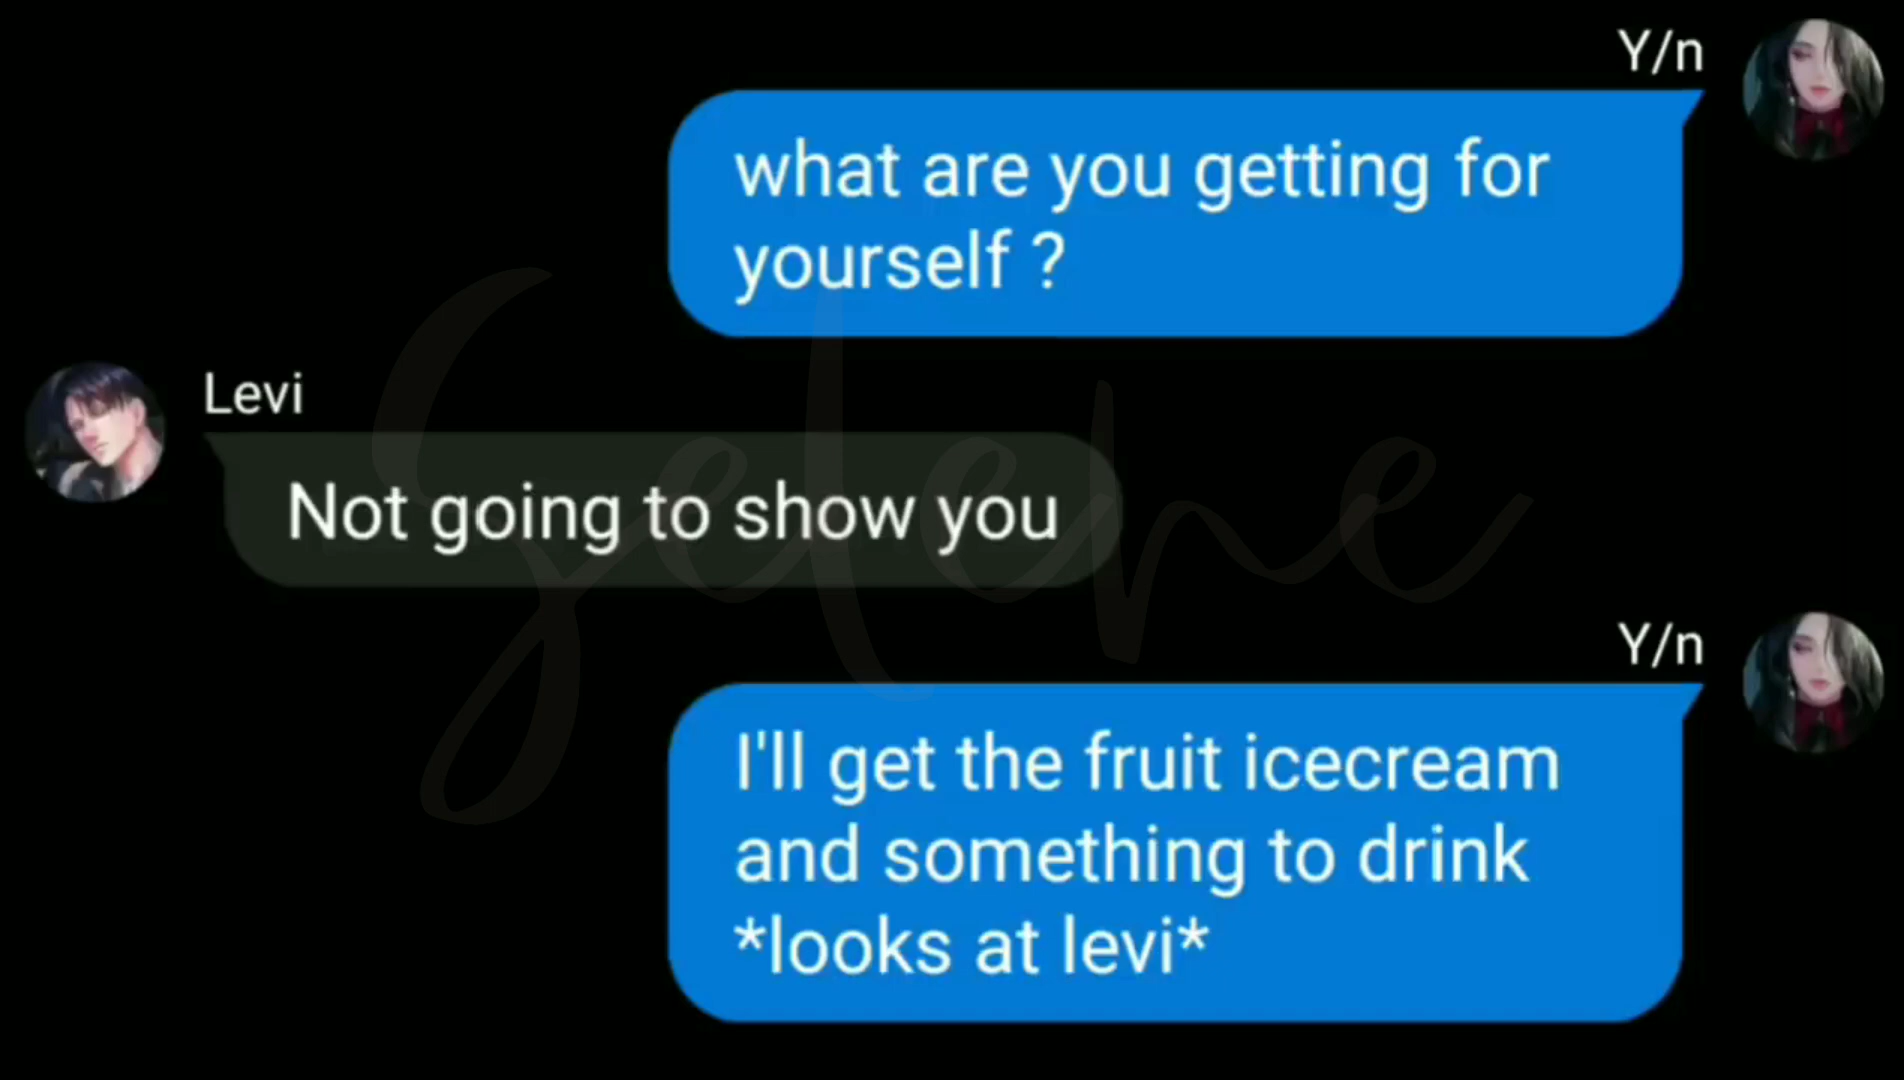 Y/n
what are you getting for
yourself ?
Levi
Not going to show you
Y/n
I'll get the fruit icecream
and something to drink
*looks at levi*
Selene